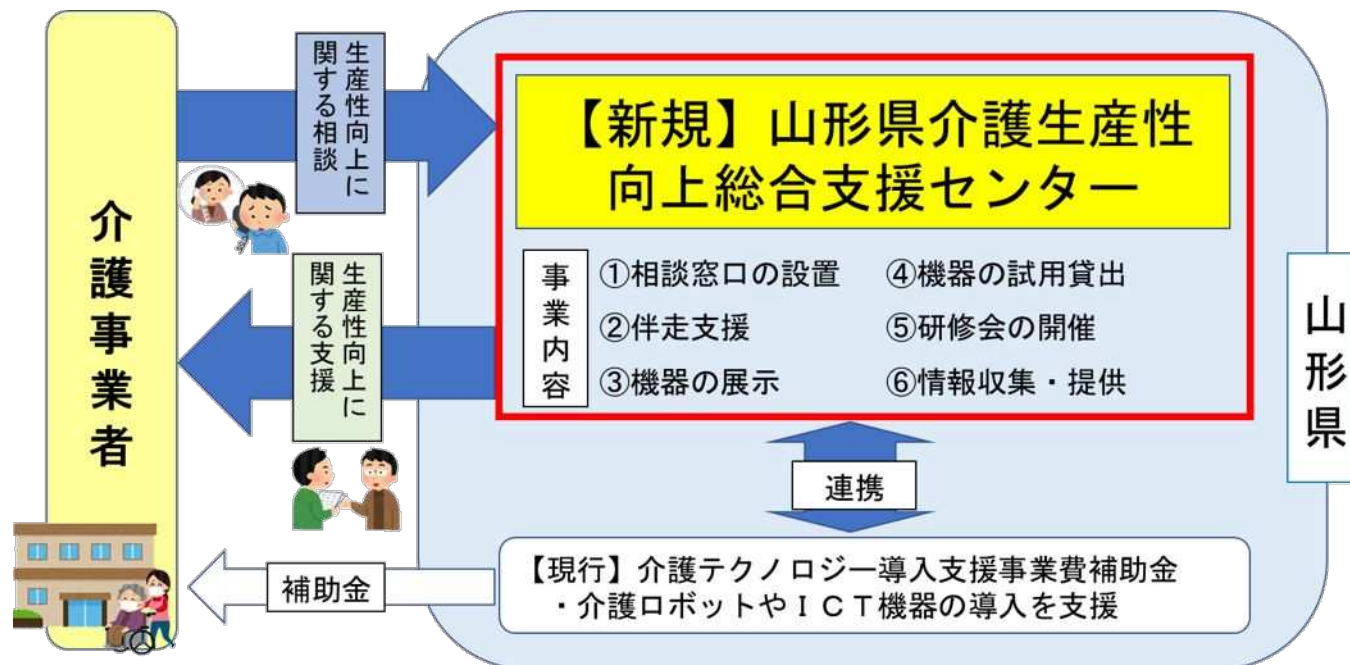 介護事業者
生産性向上に
関する相談
生産性向上に
関する支援
補助金
【新規】山形県介護生産性
向上総合支援センター
事業内容
①相談窓口の設置
②伴走支援
③機器の展示
④機器の試用貸出
⑤研修会の開催
⑥情報収集・提供
連携
【現行】介護テクノロジー導入支援事業費補助金
・介護ロボットやＩＣＴ機器の導入を支援
山形県